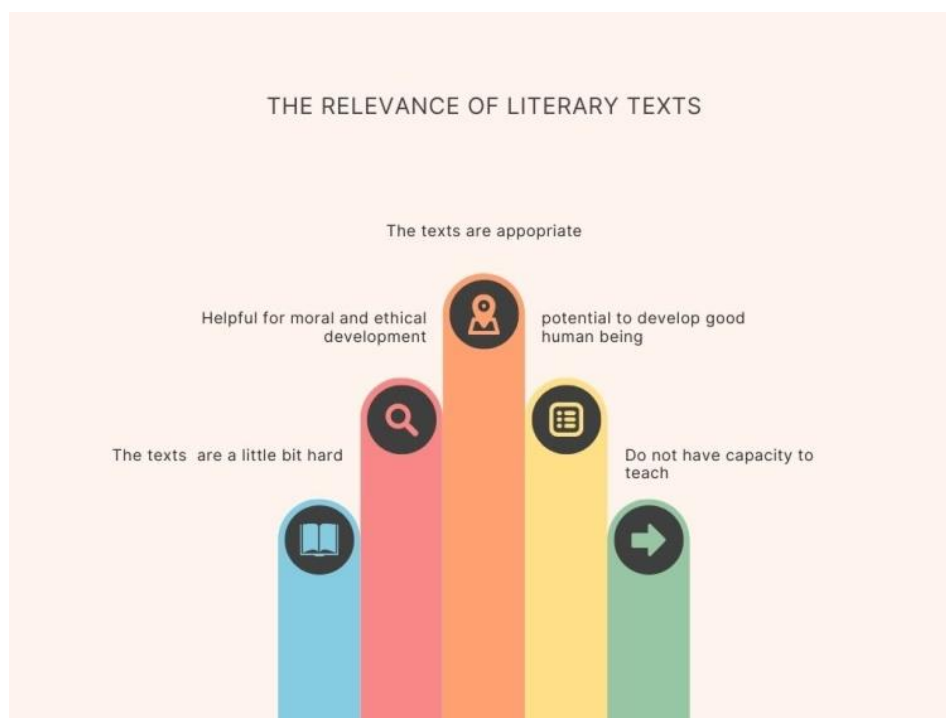 THE RELEVANCE OF LITERARY TEXTS
The texts are appopriate
Helpful for moral and ethical
development
potential to develop good
human being
The texts  are a little bit hard
Do not have capacity to
teach